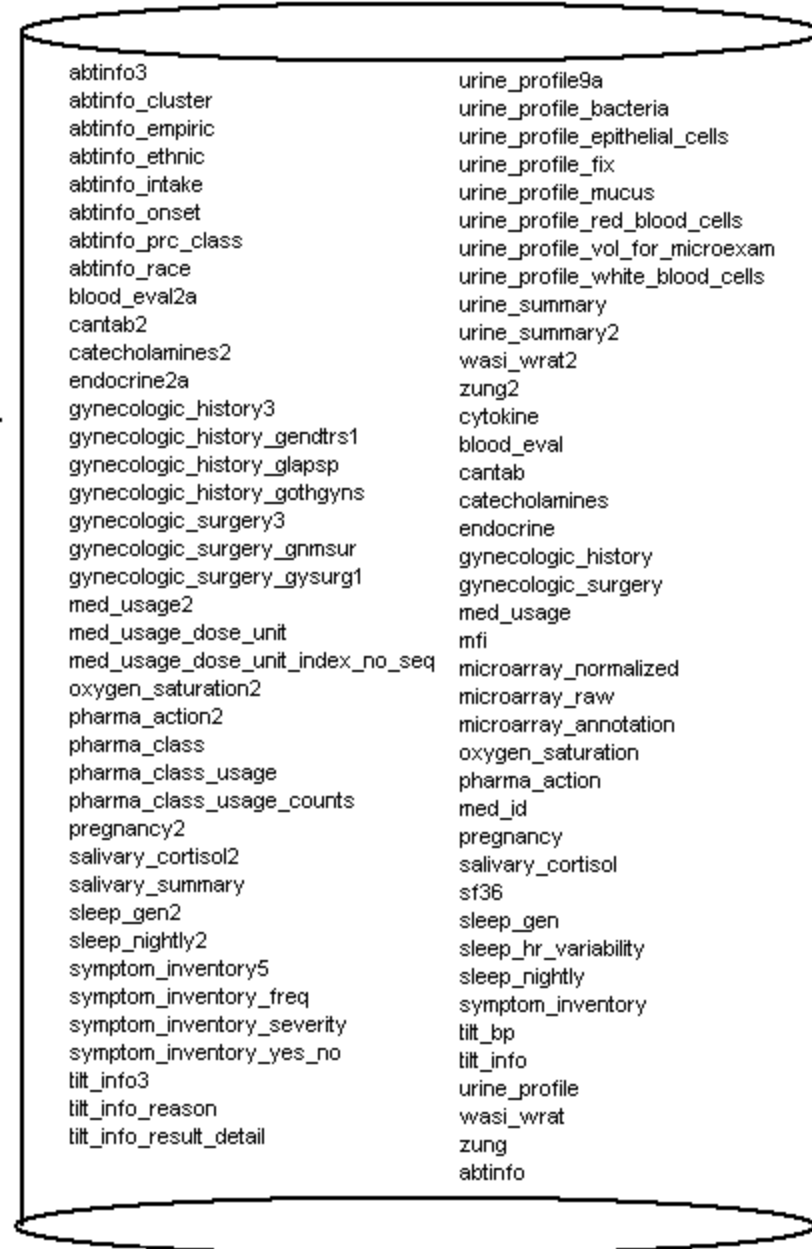 abtinfo3
abtinfo_cluster
abtinfo_empiric
abtinfo_ethnic
abtinfo_intake
abtinfo_onset
abtinfo_prc_class
abtinfo_race
blood_eval2a
cantab2
catecholamines2
endocrine2a
gynecologic_history3
gynecologic_history_gendtrs1
gynecologic_history_glapsp
gynecologic_history_gothgyns
gynecologic_surgery3
gynecologic_surgery_gnmsur
gynecologic_surgery_gysurg1
med_usage2
med_usage_dose_unit
med_usage_dose_unit_index_no_seq
oxygen_saturation2
pharma_action2
pharma_class
pharma_class_usage
pharma_class_usage_counts
pregnancy2
salivary_cortisol2
salivary_summary
sleep_gen2
sleep_nightly2
symptom_inventory5
symptom_inventory_freq
symptom_inventory_severity
symptom_inventory_yes_no
tilt_info3
tilt_info_reason
tilt_info_result_detail
urine_profile9a
urine_profile_bacteria
urine_profile_epithelial_cells
urine_profile_fix
urine_profile_mucus
urine_profile_red_blood_cells
urine_profile_vol_for_microexam
urine_profile_white_blood_cells
urine_summary
urine_summary2
wasi_wrat2
zung2
cytokine
blood_eval
cantab
catecholamines
endocrine
gynecologic_history
gynecologic_surgery
med_usage
mfi
microarray_normalized
microarray_raw
microarray_annotation
oxygen_saturation
pharma_action
med_id
pregnancy
salivary_cortisol
sf36
sleep_gen
sleep_hr_variability
sleep_nightly
symptom_inventory
tilt_bp
tilt_info
urine_profile
wasi_wrat
zung
abtinfo